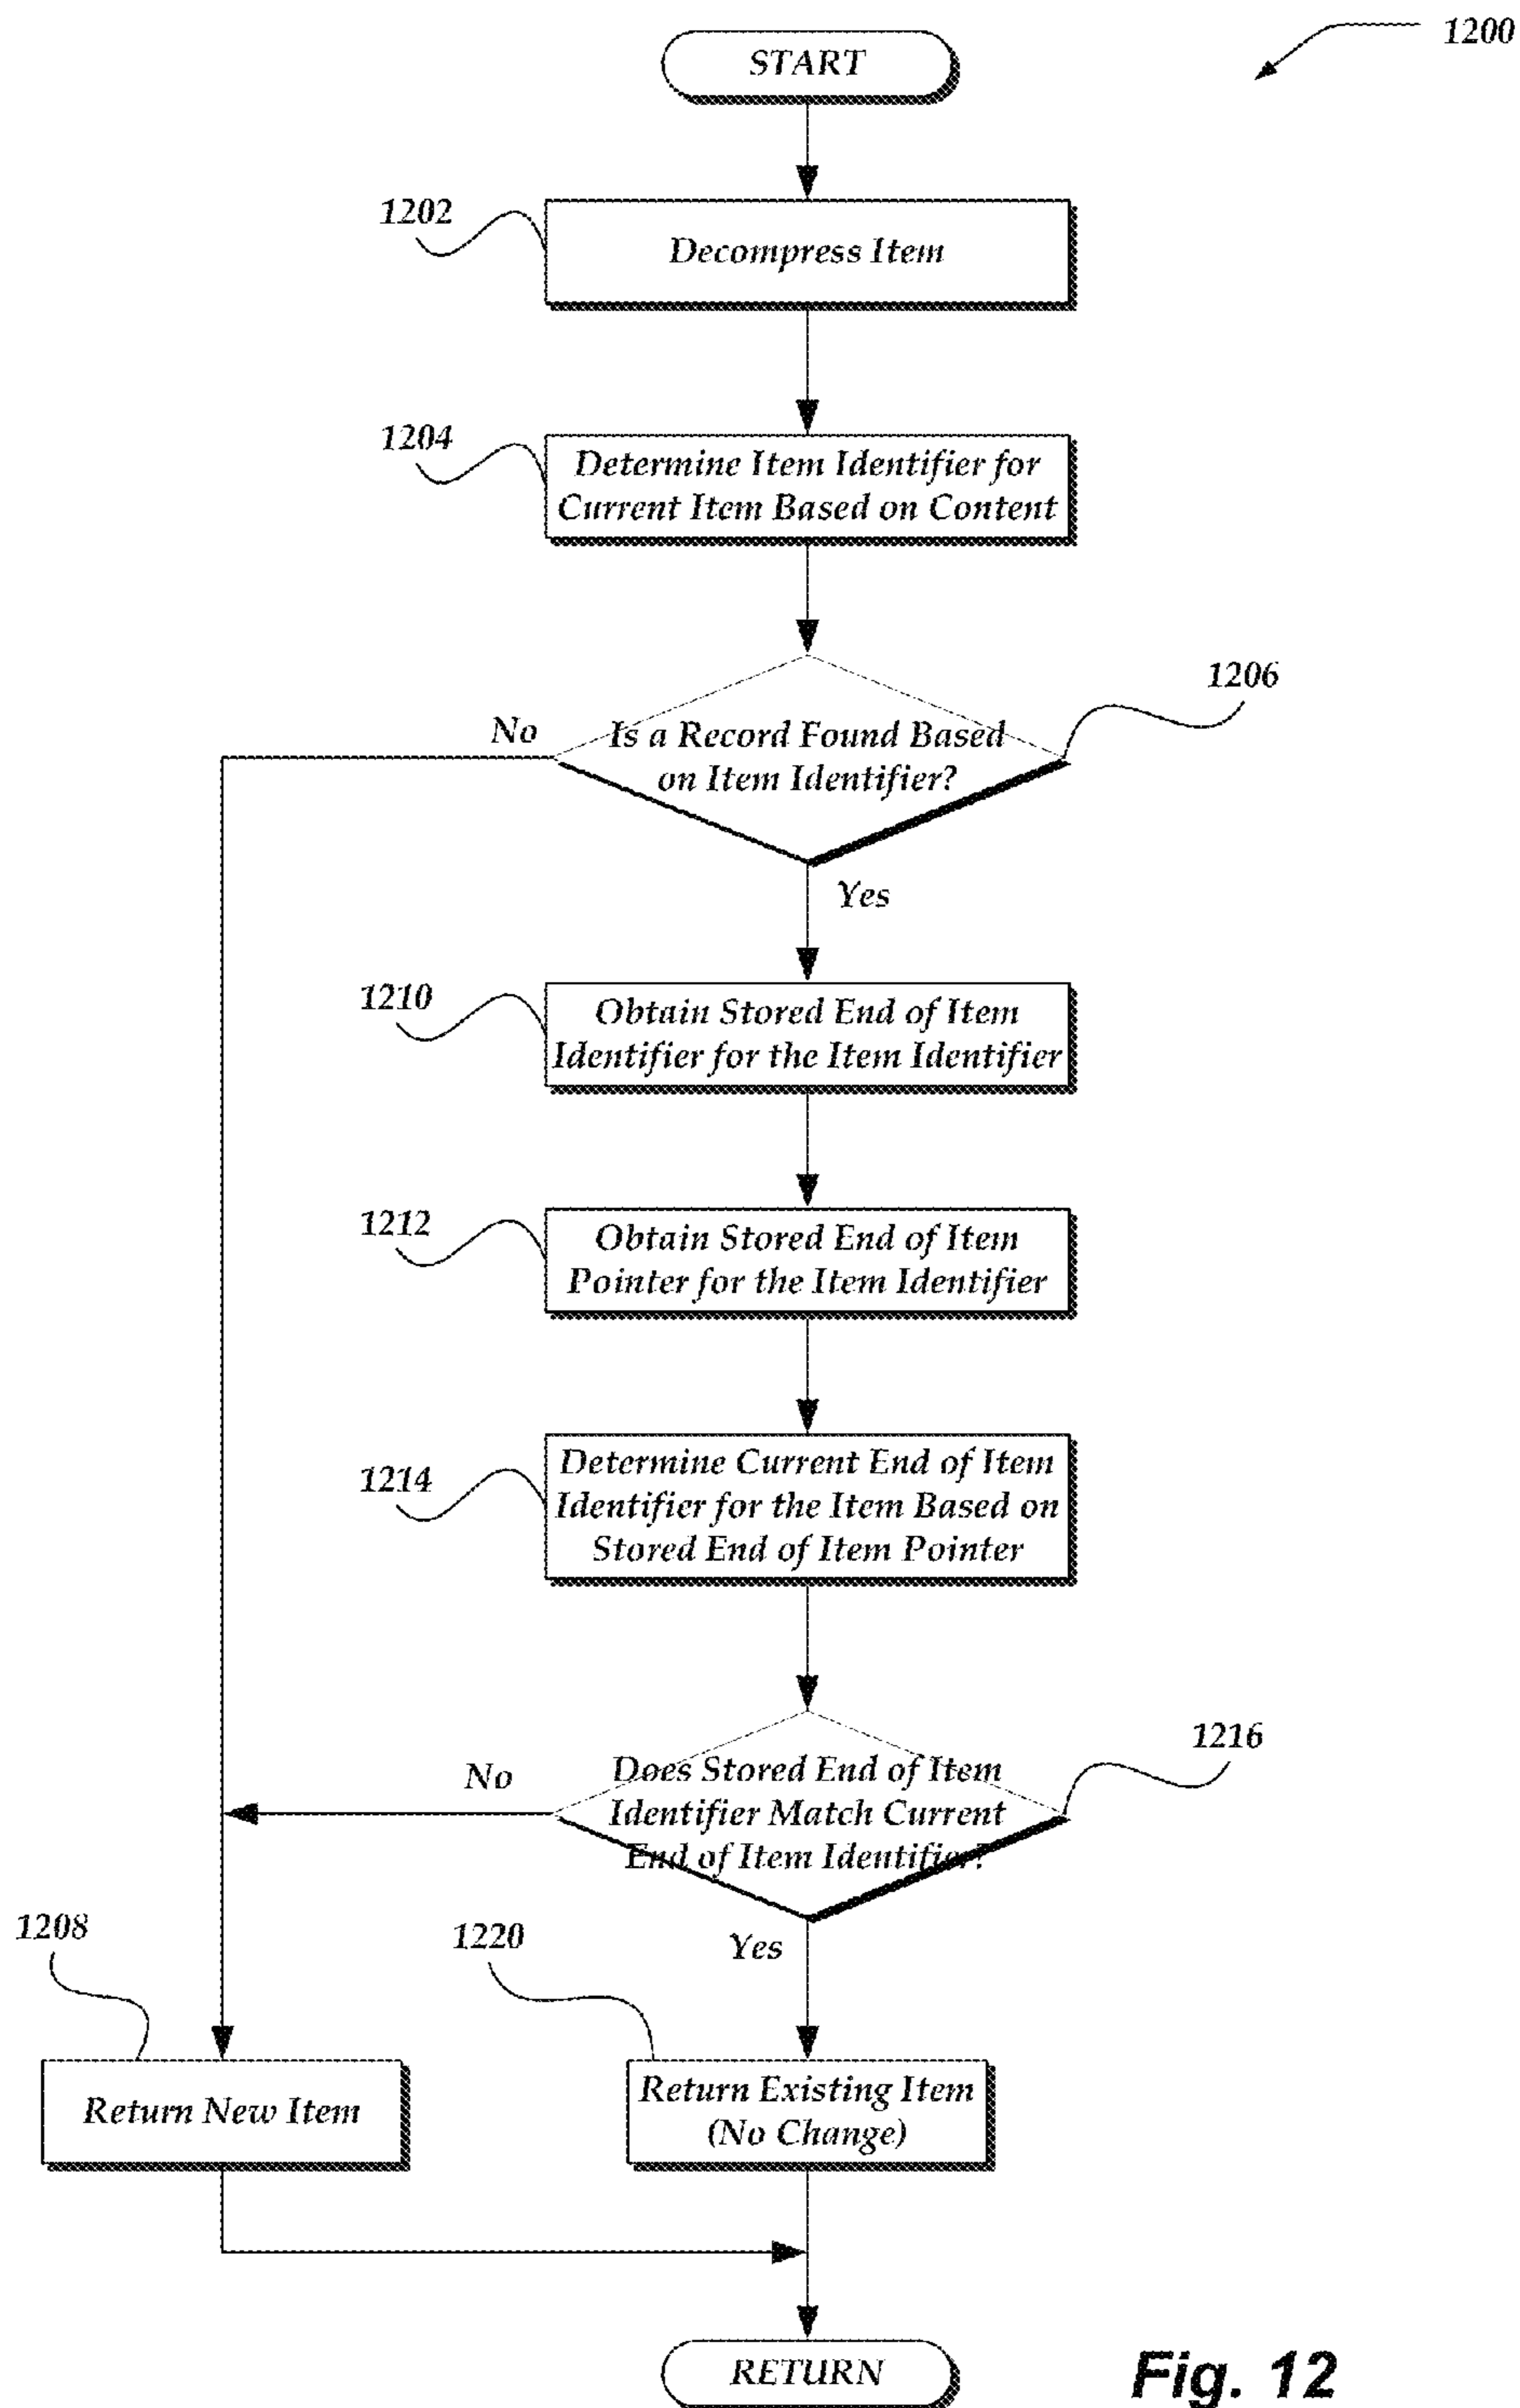 1200
START
1202
Decompress Item
1204
Determine Item Identifier for
Current Item Based on Content
1206
No
Is a Record Found Based
on Item Identifier?
Yes
1210
Obtain Stored End of Item
Identifier for the Item Identifier
1212
Obtain Stored End of Item
Pointer for the Item Identifier
1214
Determine Current End of Item
Identifier for the Item Based on
Stored End of Item Pointer
1216
No
Does Stored End of Item
Identifier Match Current
End of Item Identifier?
Yes
1208
1220
Return New Item
Return Existing Item
(No Change)
RETURN
Fig. 12